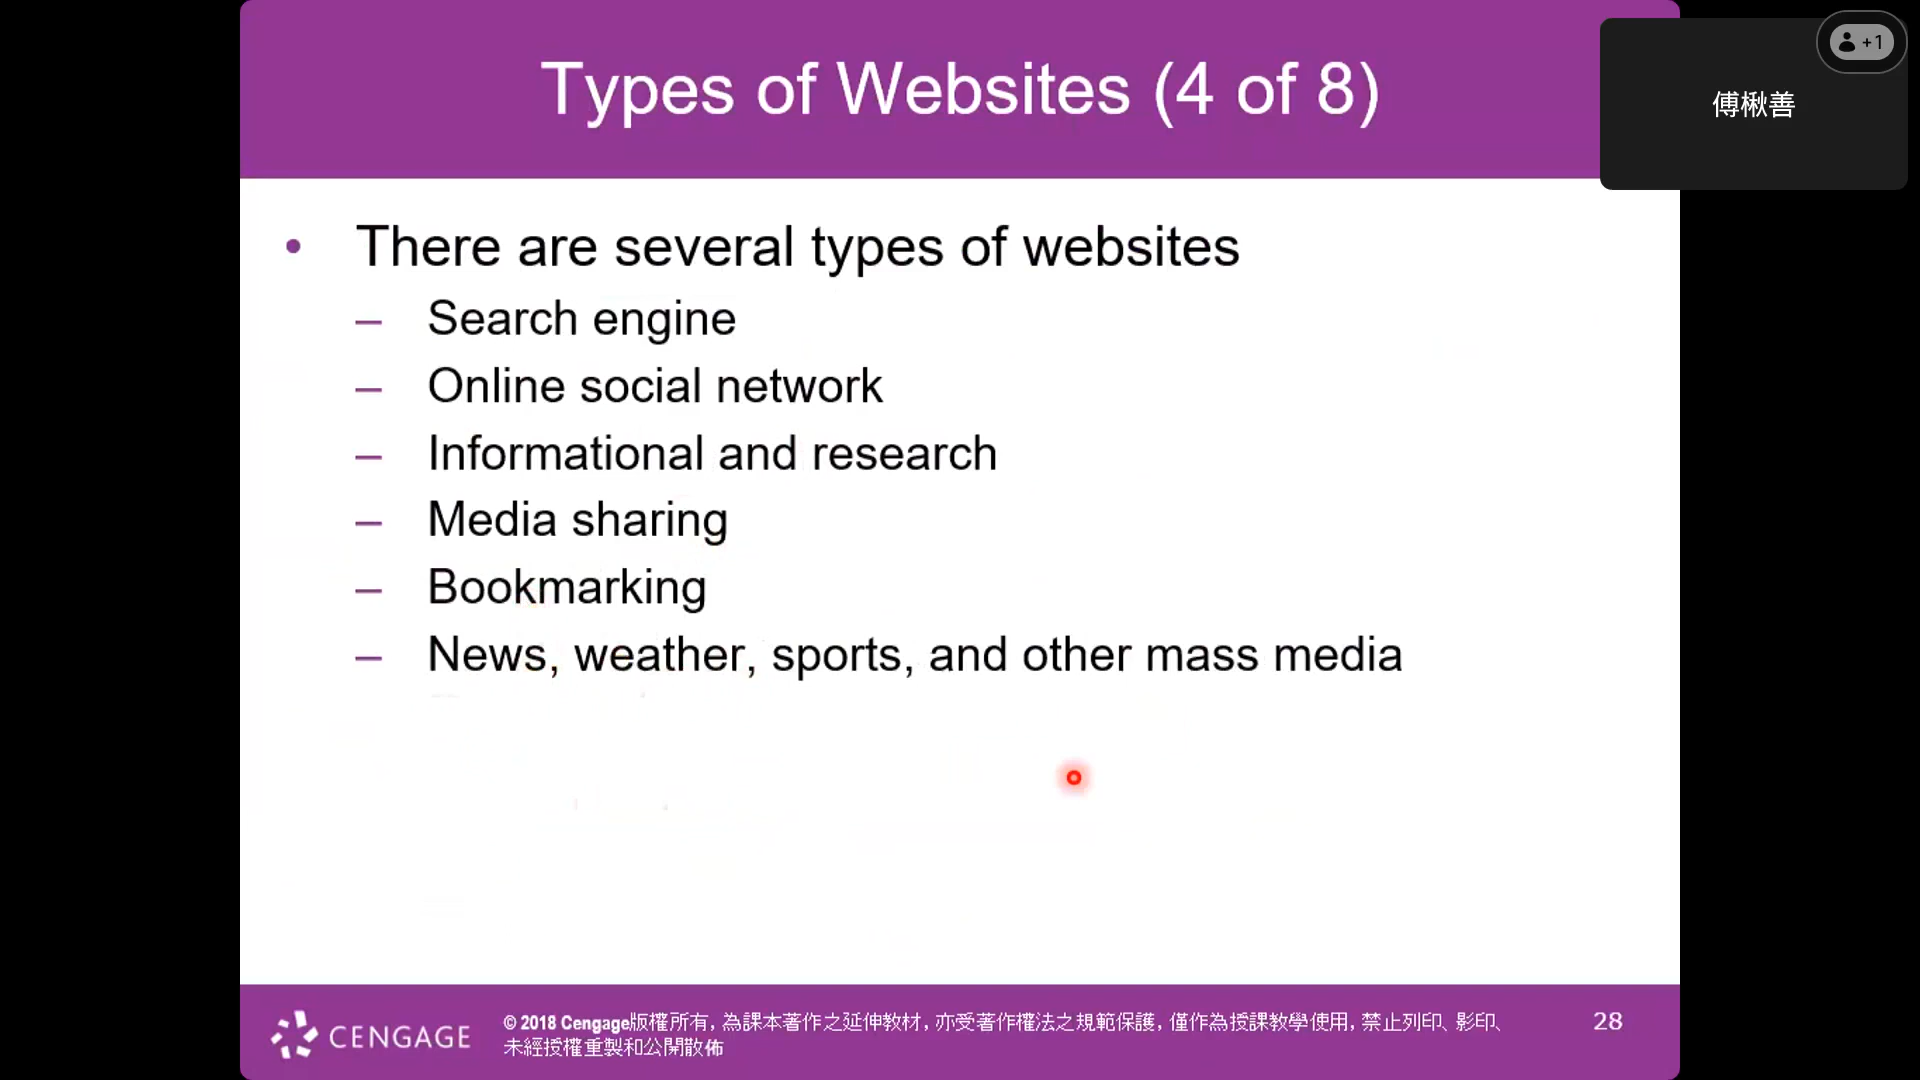 Types of Websites (4 of 8)
+1
傅楸善
• There are several types of websites
– Search engine
– Online social network
– Informational and research
– Media sharing
– Bookmarking
– News, weather, sports, and other mass media
CENGAGE
© 2018 Cengage版權所有, 為課本著作之延伸教材, 亦受著作權法之規範保護, 僅作為授課教學使用, 禁止列印、影印、
未經授權重製和公開散佈
28